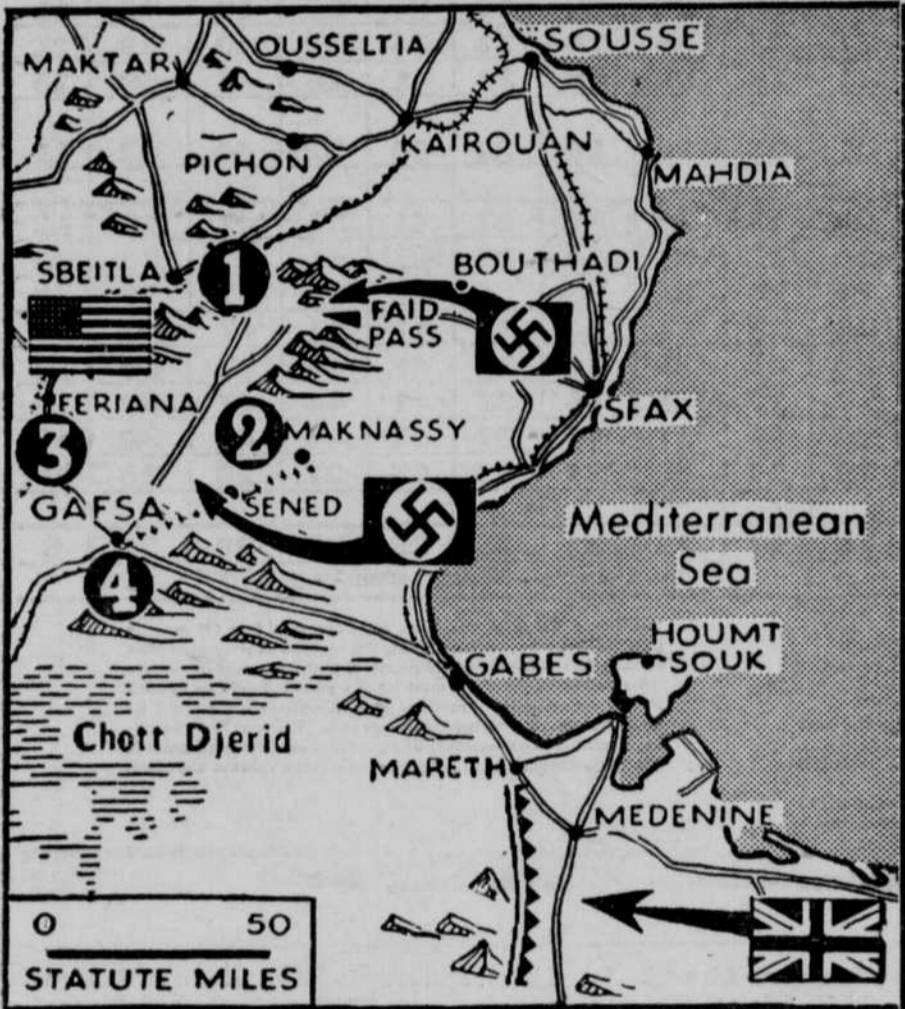 OUSSELTIA
SOUSSE
MAKTAR
PICHON
KAIROUAN
MAHDIA
SBEITLA
1
BOUTHADI
FAID
PASS
FERIANA
2
MAKNASSY
SFAX
3
GAFSA
SENED
4
Mediterranean
Sea
HOUMT
SOUK
GABES
Chott Djerid
MARETH
MEDENINE
0 50
STATUTE MILES